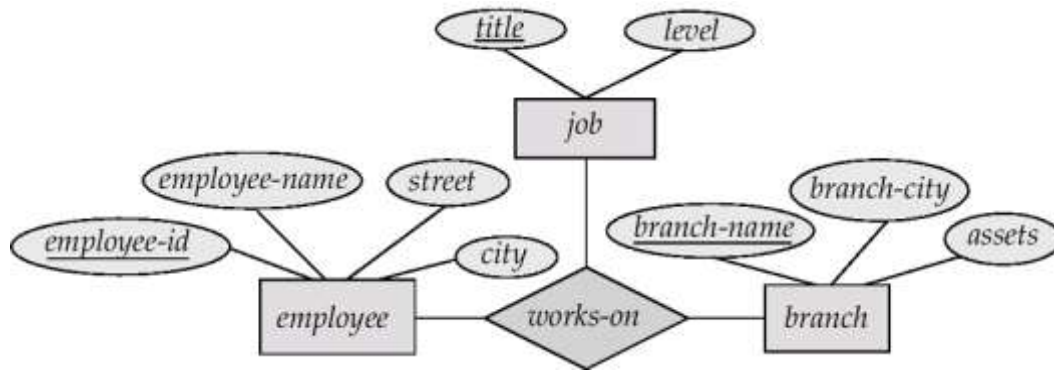 title
level
job
employee-name
street
branch-city
employee-id
branch-name
assets
city
employee
works-on
branch